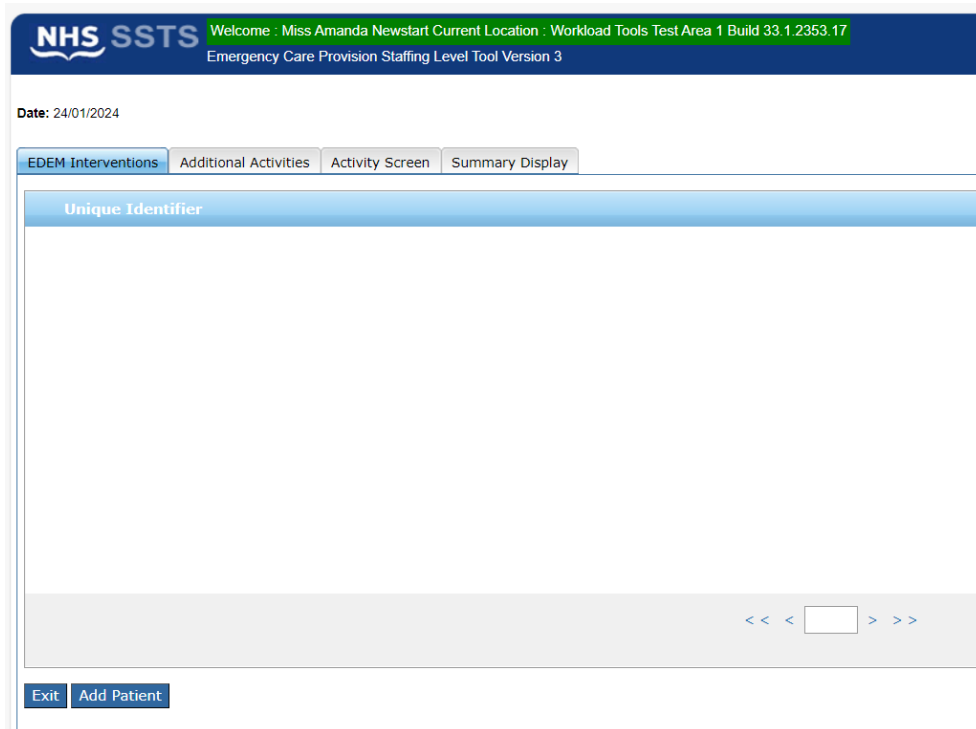 NHS SSTS Welcome : Miss Amanda Newstart Current Location : Workload Tools Test Area 1 Build 33.1.2353.17
Emergency Care Provision Staffing Level Tool Version 3
Date: 24/01/2024
EDEM Interventions Additional Activities Activity Screen Summary Display
Unique Identifier
< < < > > >
Exit Add Patient